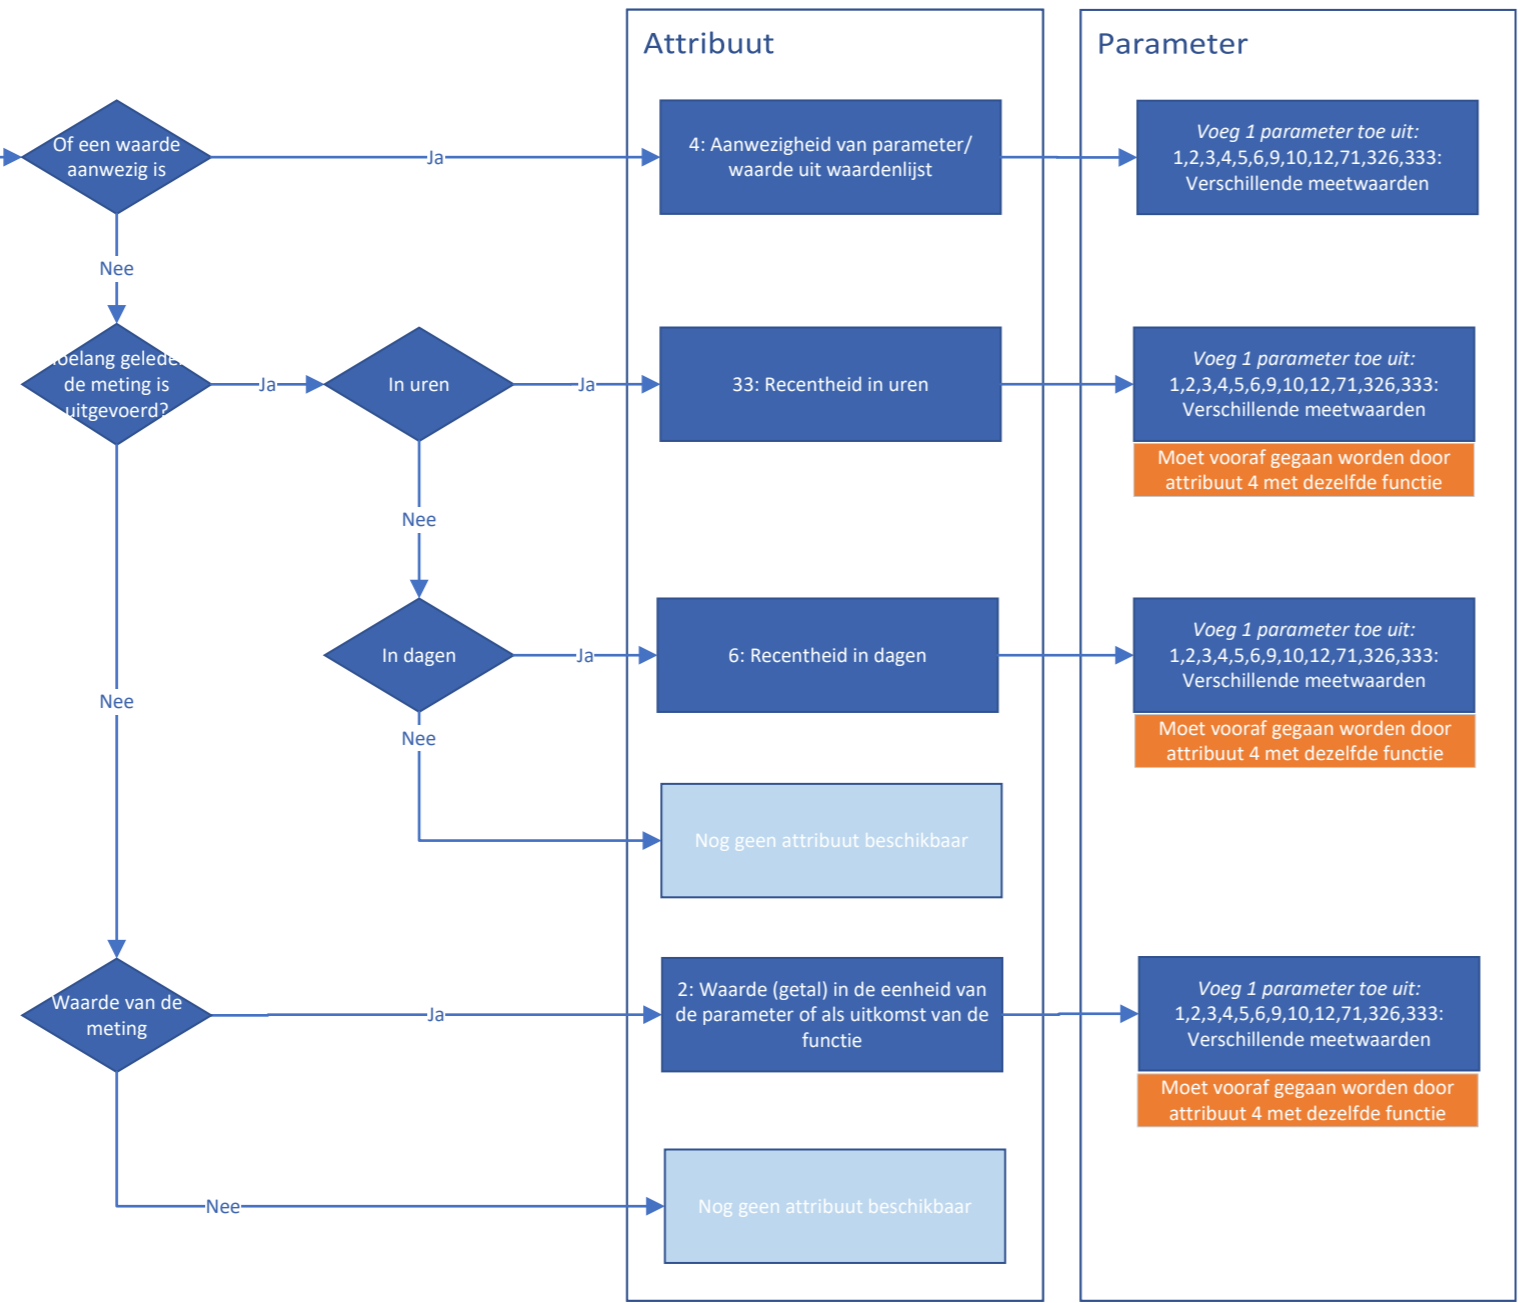 Attribuut
Parameter
Of een waarde
aanwezig is
Ja
4: Aanwezigheid van parameter/
waarde uit waardenlijst
Voeg 1 parameter toe uit:
1,2,3,4,5,6,9,10,12,71,326,333:
Verschillende meetwaarden
Nee
oelang gelede
de meting is
uitgevoerd?
Ja
In uren
Ja
33: Recentheid in uren
Voeg 1 parameter toe uit:
1,2,3,4,5,6,9,10,12,71,326,333:
Verschillende meetwaarden
Moet vooraf gegaan worden door
attribuut 4 met dezelfde functie
Nee
In dagen
Ja
6: Recentheid in dagen
Voeg 1 parameter toe uit:
1,2,3,4,5,6,9,10,12,71,326,333:
Verschillende meetwaarden
Moet vooraf gegaan worden door
attribuut 4 met dezelfde functie
Nee
Nee
Nog geen attribuut beschikbaar
Waarde van de
meting
Ja
2: Waarde (getal) in de eenheid van
de parameter of als uitkomst van de
functie
Voeg 1 parameter toe uit:
1,2,3,4,5,6,9,10,12,71,326,333:
Verschillende meetwaarden
Moet vooraf gegaan worden door
attribuut 4 met dezelfde functie
Nee
Nog geen attribuut beschikbaar